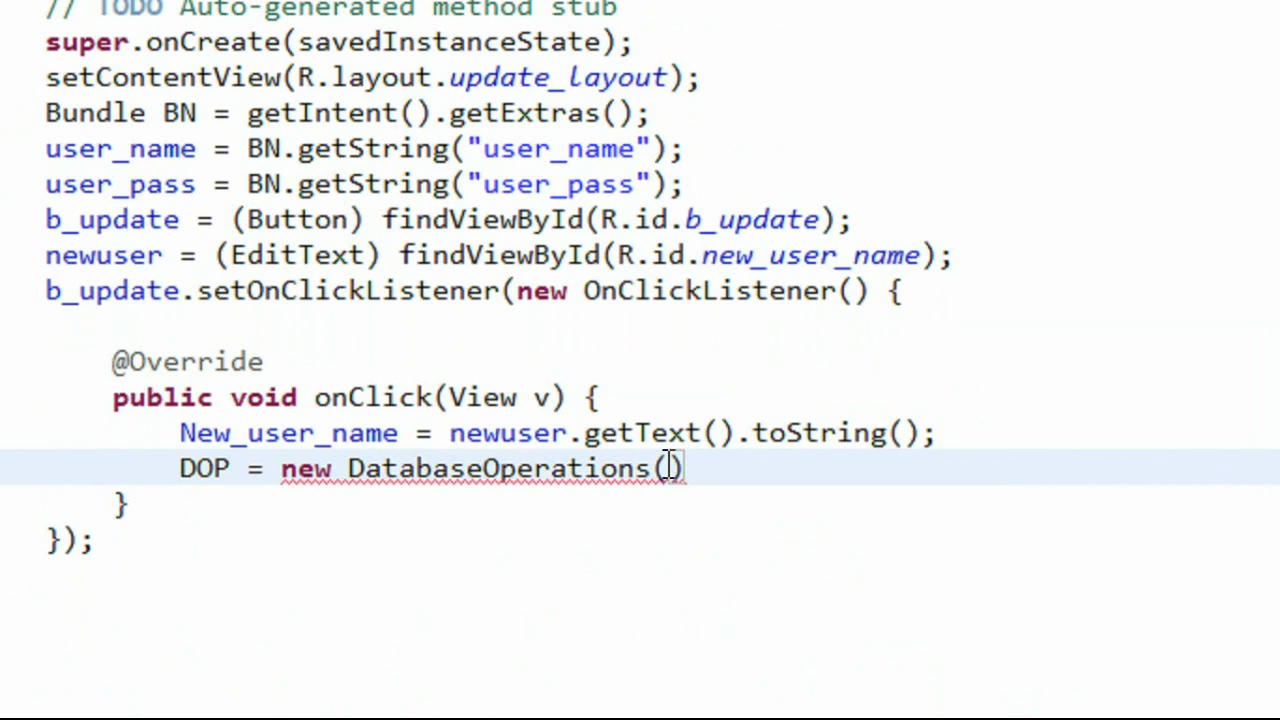 // TODO Auto-generated method stub
super.onCreate(savedInstanceState);
setContentView(R.layout.update_layout);
Bundle BN = getIntent().getExtras();
user_name = BN.getString("user_name");
user_pass = BN.getString("user_pass");
b_update = (Button) findViewById(R.id.b_update);
newuser = (EditText) findViewById(R.id.new_user_name);
b_update.setOnClickListener(new OnClickListener() {
@Override
public void onClick(View v) {
New_user_name = newuser.getText().toString();
DOP = new DatabaseOperations()
}
});